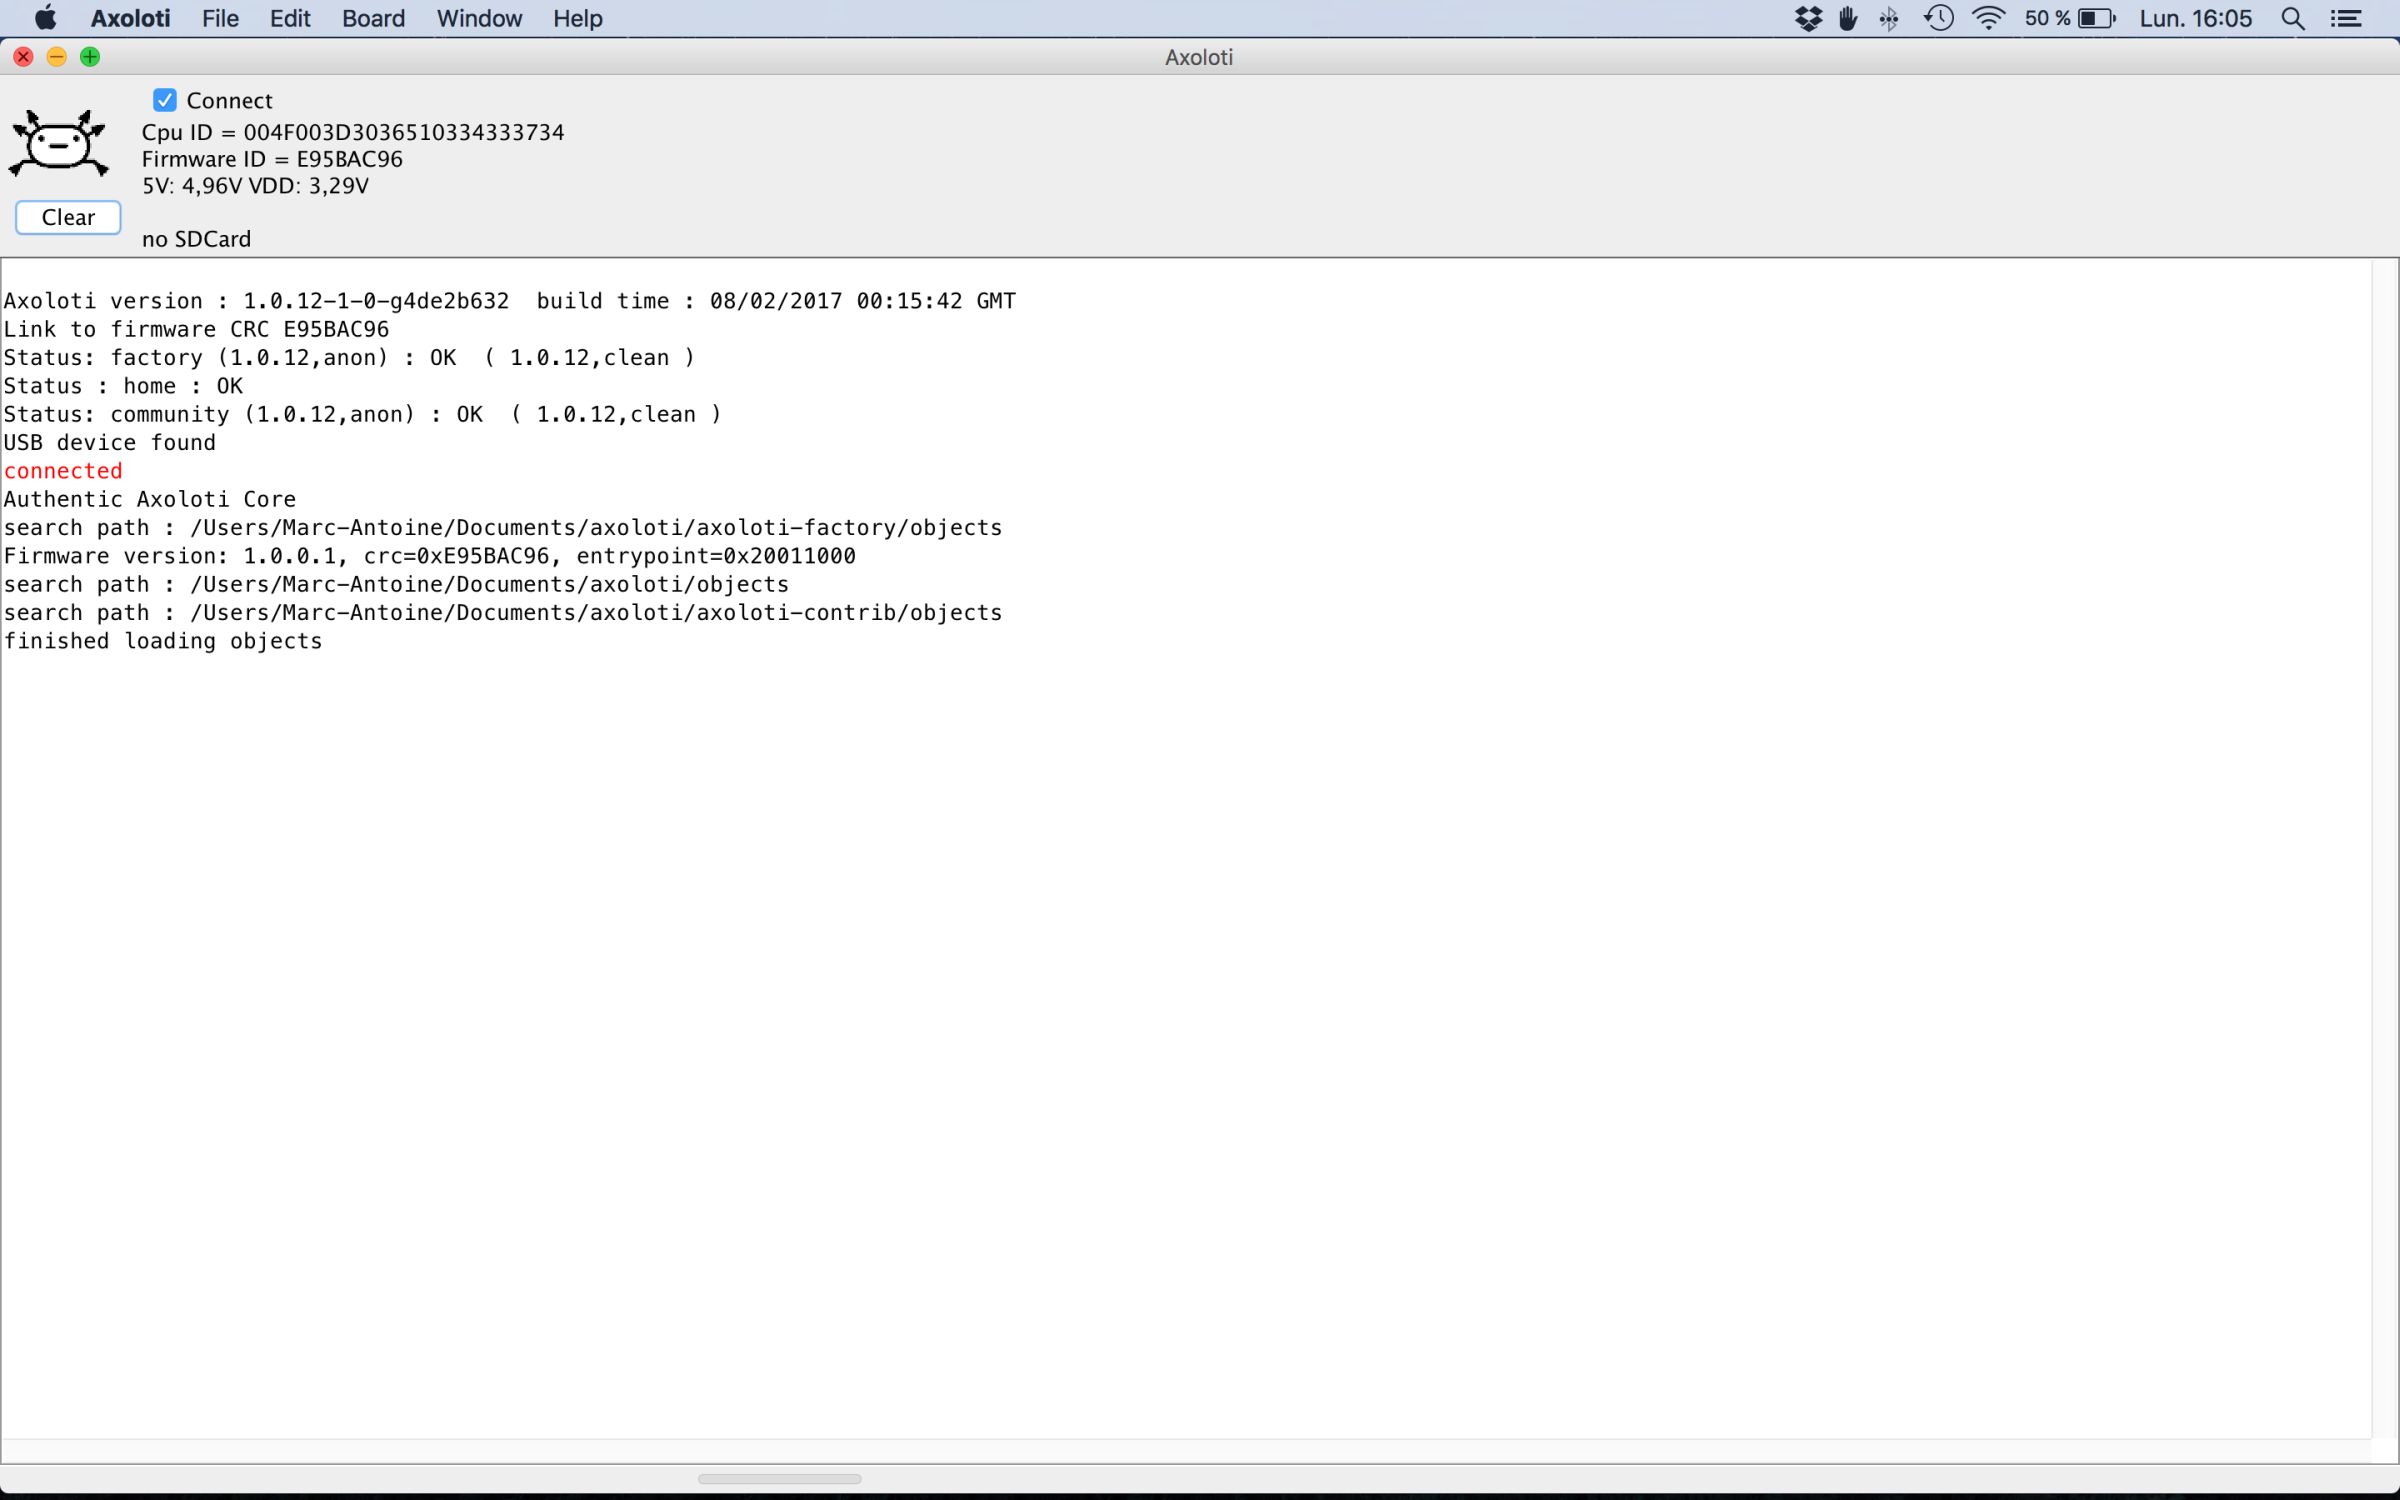 Axoloti File Edit Board Window Help 50 % Lun. 16:05
Axoloti
Connect
Cpu ID = 004F003D3036510334333734
Firmware ID = E95BAC96
5V: 4,96V VDD: 3,29V
Clear
no SDCard
Axoloti version : 1.0.12-1-0-g4de2b632  build time : 08/02/2017 00:15:42 GMT
Link to firmware CRC E95BAC96
Status: factory (1.0.12,anon) : OK  ( 1.0.12,clean )
Status : home : OK
Status: community (1.0.12,anon) : OK  ( 1.0.12,clean )
USB device found
connected
Authentic Axoloti Core
search path : /Users/Marc-Antoine/Documents/axoloti/axoloti-factory/objects
Firmware version: 1.0.0.1, crc=0xE95BAC96, entrypoint=0x20011000
search path : /Users/Marc-Antoine/Documents/axoloti/objects
search path : /Users/Marc-Antoine/Documents/axoloti/axoloti-contrib/objects
finished loading objects